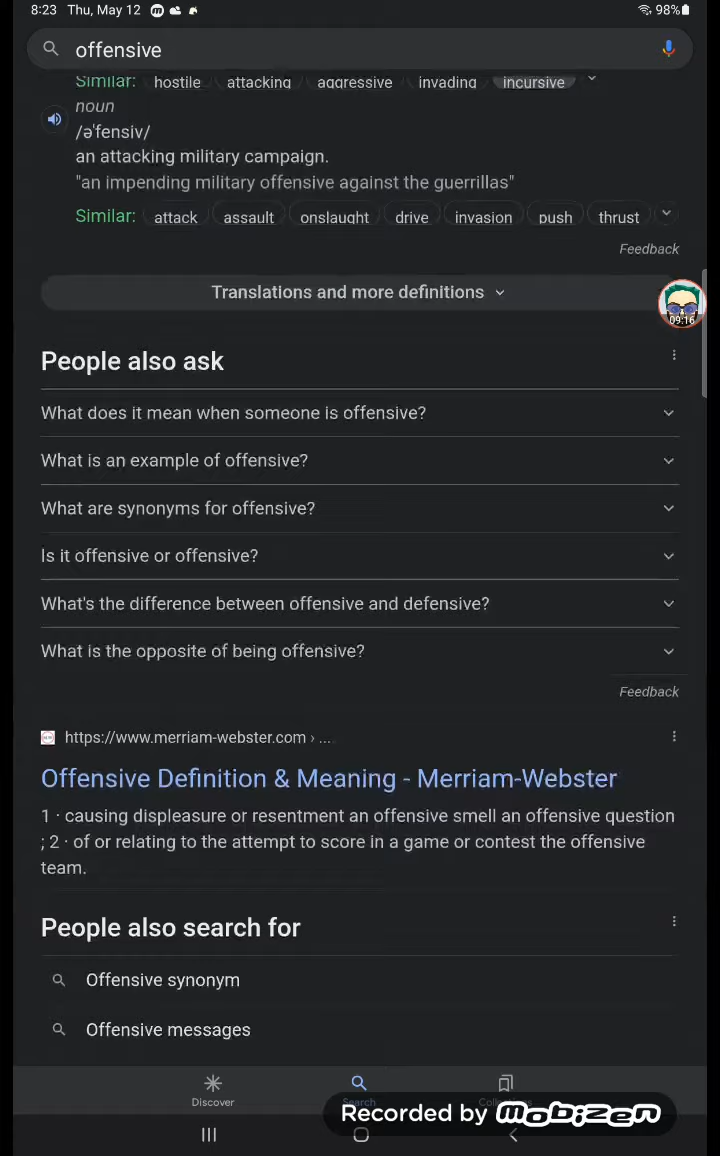 8:23 Thu, May 12 98%
offensive
Similar: hostile attacking aggressive invading incursive
noun
/əˈfensiv/
an attacking military campaign.
"an impending military offensive against the guerrillas"
Similar: attack assault onslaught drive invasion push thrust
Feedback
Translations and more definitions
09:16
People also ask
What does it mean when someone is offensive?
What is an example of offensive?
What are synonyms for offensive?
Is it offensive or offensive?
What's the difference between offensive and defensive?
What is the opposite of being offensive?
Feedback
https://www.merriam-webster.com › ...
Offensive Definition & Meaning - Merriam-Webster
1 · causing displeasure or resentment an offensive smell an offensive question
; 2 · of or relating to the attempt to score in a game or contest the offensive
team.
People also search for
Offensive synonym
Offensive messages
Discover Search
Recorded by mobizen